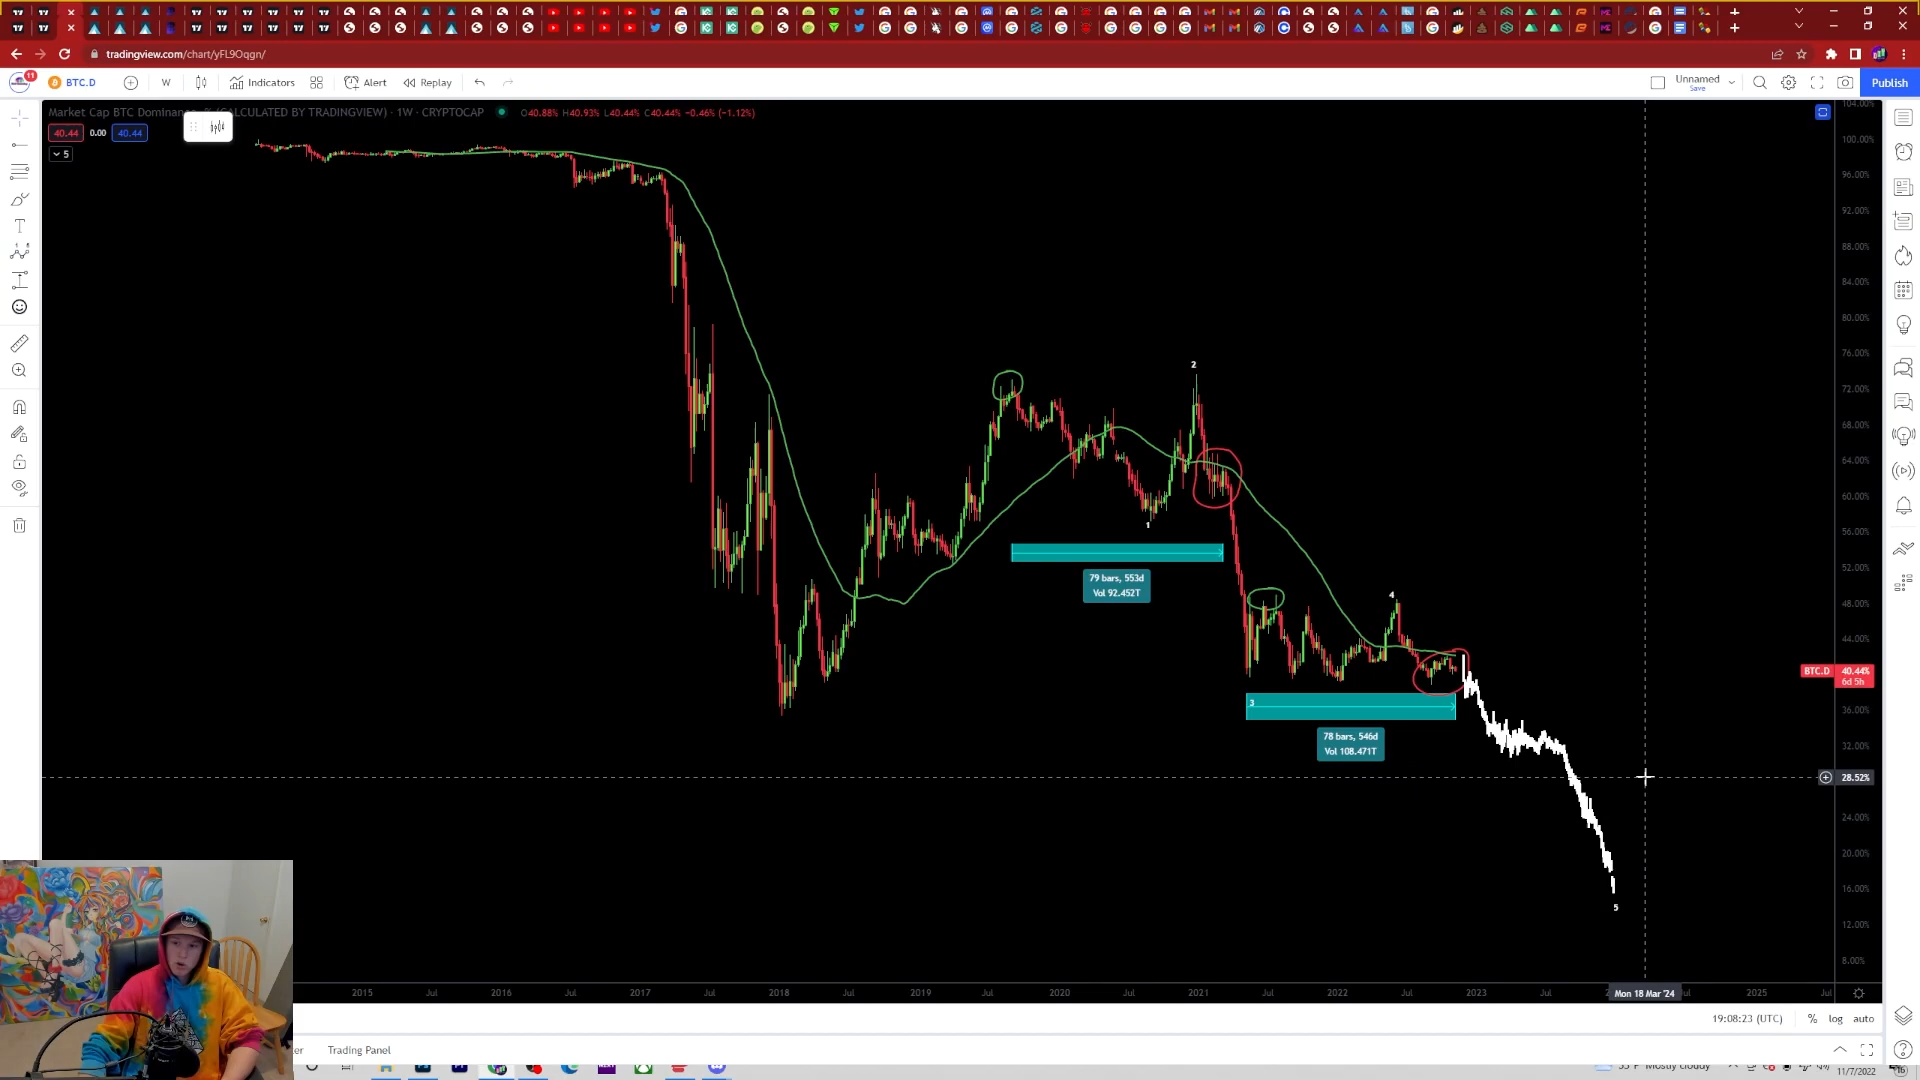 tradingview.com/chart/yFL9Oqgn/
11
BTC.D
W
Indicators
Alert
Replay
Unnamed
Save
Publish
Market Cap BTC Dominance
CALCULATED BY TRADINGVIEW) · 1W · CRYPTOCAP
O40.88% H40.93% L40.44% C40.44% −0.46% (−1.12%)
40.44 0.00 40.44
5
104.00%
100.00%
96.00%
92.00%
88.00%
84.00%
80.00%
76.00%
72.00%
68.00%
64.00%
60.00%
56.00%
52.00%
48.00%
44.00%
BTC.D 40.44%
6d 5h
36.00%
32.00%
28.52%
24.00%
20.00%
16.00%
12.00%
8.00%
2
1
79 bars, 553d
Vol 92.452T
4
3
78 bars, 546d
Vol 108.471T
5
2015 Jul 2016 Jul 2017 Jul 2018 Jul 2019 Jul 2020 Jul 2021 Jul 2022 Jul 2023 Jul Mon 18 Mar '24 2025 Jul
19:08:23 (UTC) % log auto
Trading Panel
Mostly cloudy
11/7/2022